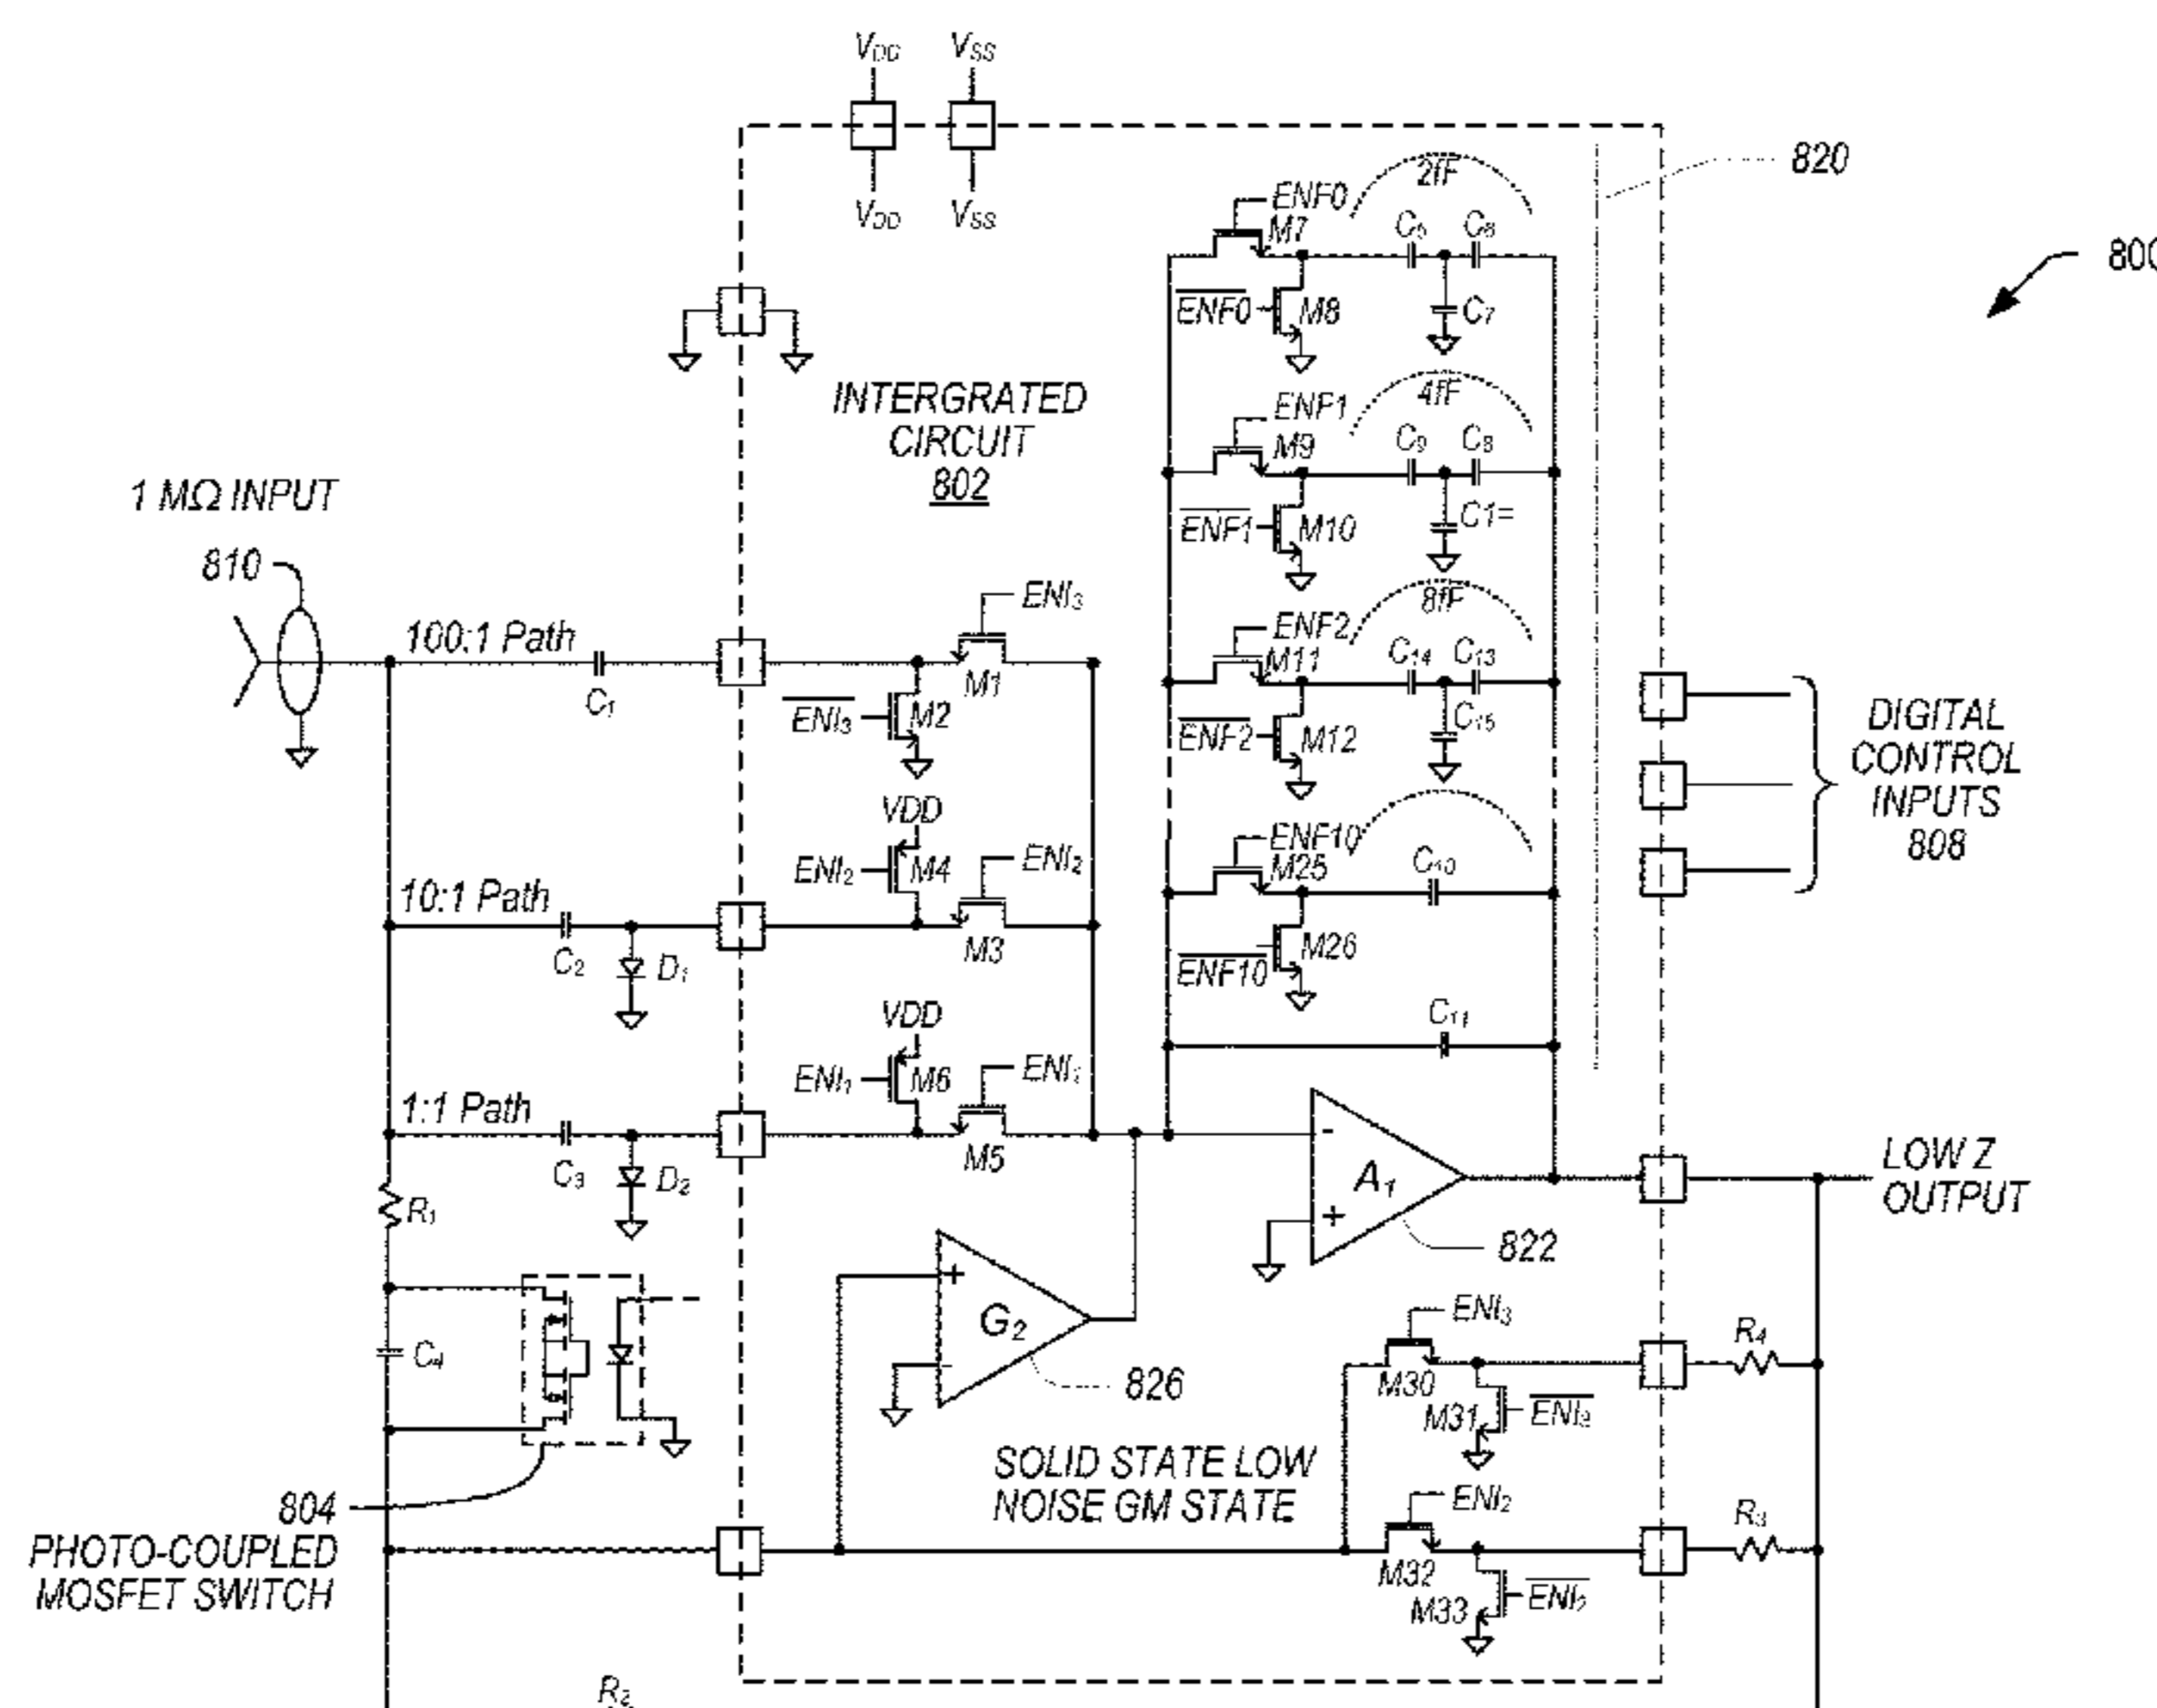 VDD VSS
VDD VSS
820
800
2fF
ENF0
M7
C5 C6
ENF0
M8
C7
INTERGRATED
CIRCUIT
802
4fF
ENF1
M9
C9 C8
ENF1
M10
C1=
1 MΩ INPUT
810
8fF
ENF2
M11
C14 C13
ENF2
M12
C15
100:1 Path
C1
ENI3
M1
ENI3
M2
DIGITAL
CONTROL
INPUTS
808
VDD
ENI2
M4
ENI2
M3
10:1 Path
C2
D1
ENF10
M25
C10
ENF10
M26
C11
VDD
ENI1
M6
M5
1:1 Path
C3
D2
A1
-
+
822
LOW Z
OUTPUT
R1
C4
G2
+
-
826
ENI3
M30
M31
R4
SOLID STATE LOW
NOISE GM STATE
804
PHOTO-COUPLED
MOSFET SWITCH
ENI2
M32
M33
ENI2
R3
R2